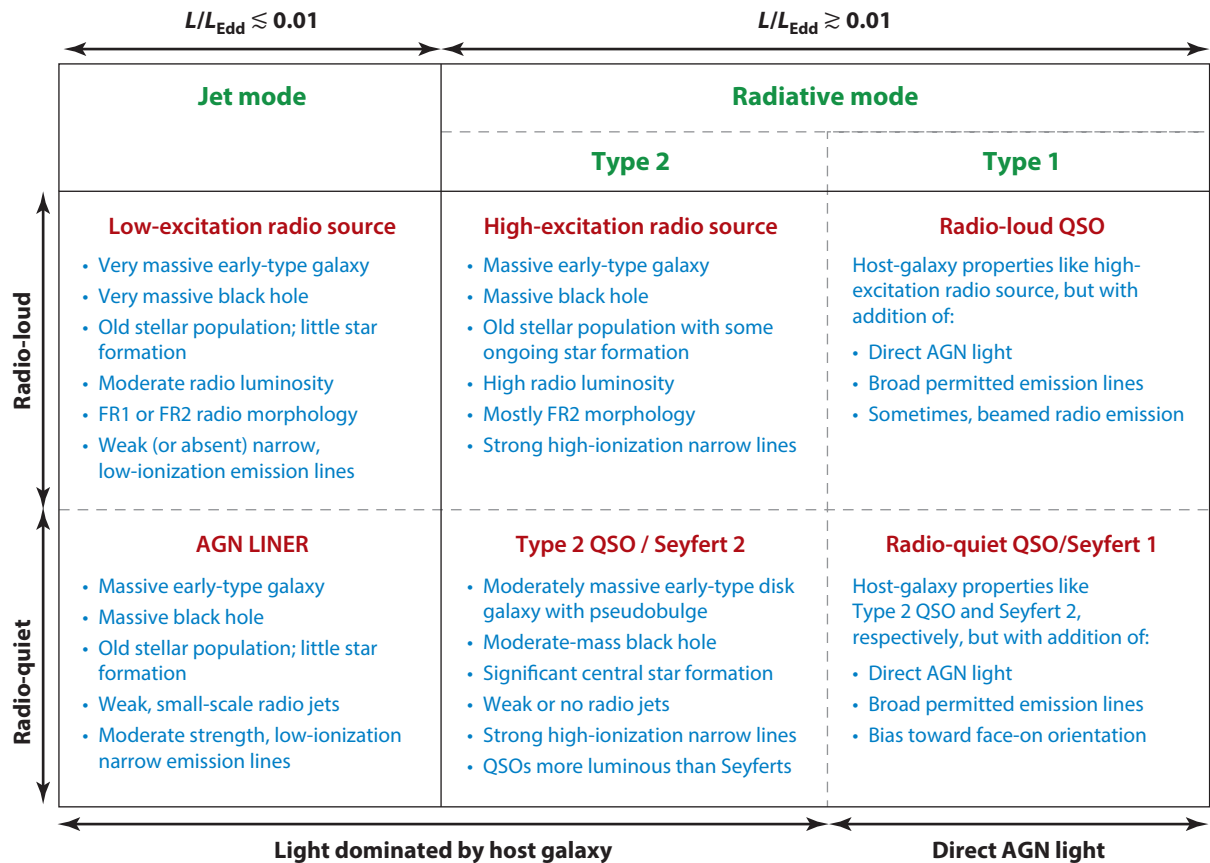 L/LEdd ≲ 0.01
L/LEdd ≳ 0.01
Jet mode
Radiative mode
Type 2
Type 1
Radio-loud
Low-excitation radio source
• Very massive early-type galaxy
• Very massive black hole
• Old stellar population; little star
formation
• Moderate radio luminosity
• FR1 or FR2 radio morphology
• Weak (or absent) narrow,
low-ionization emission lines
High-excitation radio source
• Massive early-type galaxy
• Massive black hole
• Old stellar population with some
ongoing star formation
• High radio luminosity
• Mostly FR2 morphology
• Strong high-ionization narrow lines
Radio-loud QSO
Host-galaxy properties like high-
excitation radio source, but with
addition of:
• Direct AGN light
• Broad permitted emission lines
• Sometimes, beamed radio emission
Radio-quiet
AGN LINER
• Massive early-type galaxy
• Massive black hole
• Old stellar population; little star
formation
• Weak, small-scale radio jets
• Moderate strength, low-ionization
narrow emission lines
Type 2 QSO / Seyfert 2
• Moderately massive early-type disk
galaxy with pseudobulge
• Moderate-mass black hole
• Significant central star formation
• Weak or no radio jets
• Strong high-ionization narrow lines
• QSOs more luminous than Seyferts
Radio-quiet QSO/Seyfert 1
Host-galaxy properties like
Type 2 QSO and Seyfert 2,
respectively, but with addition of:
• Direct AGN light
• Broad permitted emission lines
• Bias toward face-on orientation
Light dominated by host galaxy
Direct AGN light